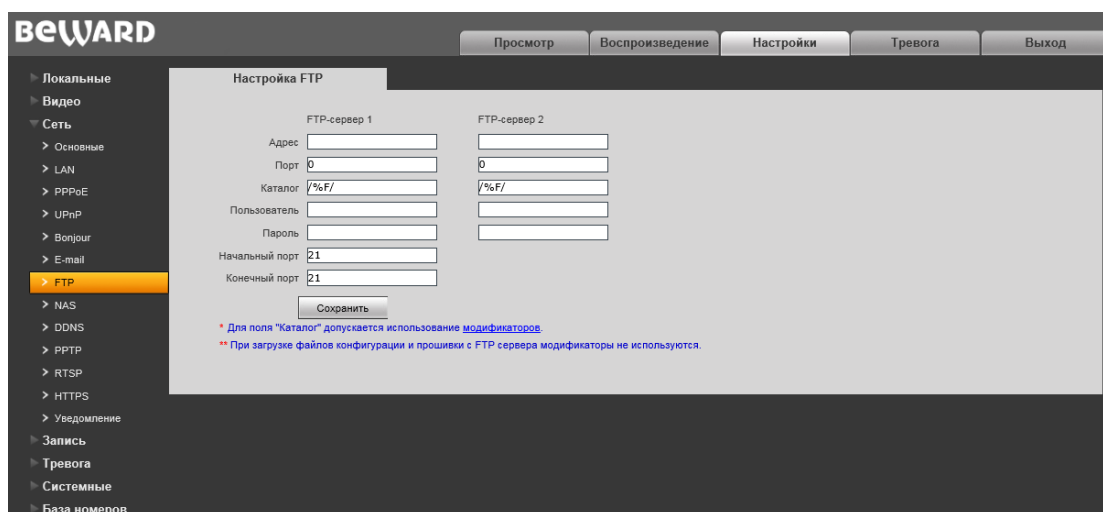 BEWARD
Просмотр Воспроизведение Настройки Тревога Выход
Локальные
Видео
Сеть
Основные
LAN
PPPoE
UPnP
Bonjour
E-mail
FTP
NAS
DDNS
PPTP
RTSP
HTTPS
Уведомление
Запись
Тревога
Системные
База номеров
Настройка FTP
FTP-сервер 1 FTP-сервер 2
Адрес
Порт 0 0
Каталог /%F/ /%F/
Пользователь
Пароль
Начальный порт 21
Конечный порт 21
Сохранить
* Для поля "Каталог" допускается использование модификаторов.
** При загрузке файлов конфигурации и прошивки с FTP сервера модификаторы не используются.